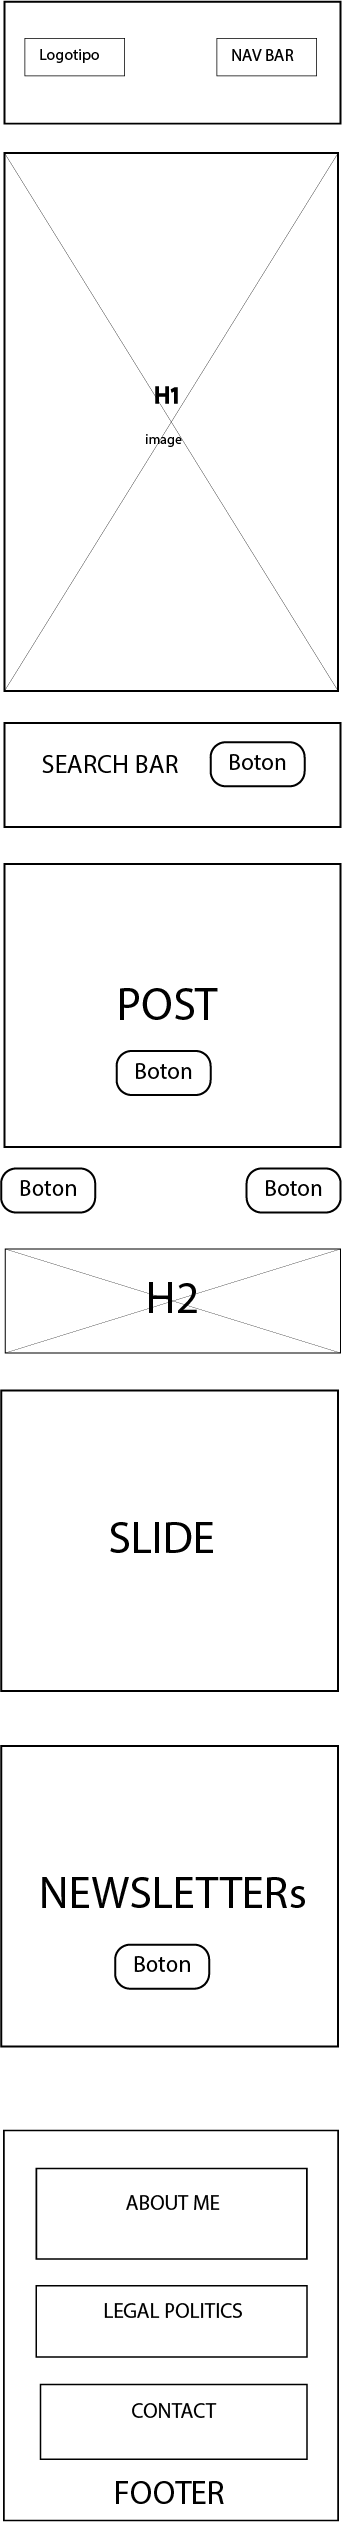 Logotipo
NAV BAR
H1
image
SEARCH BAR
Boton
POST
Boton
Boton
Boton
H2
SLIDE
NEWSLETTERs
Boton
ABOUT ME
LEGAL POLITICS
CONTACT
FOOTER